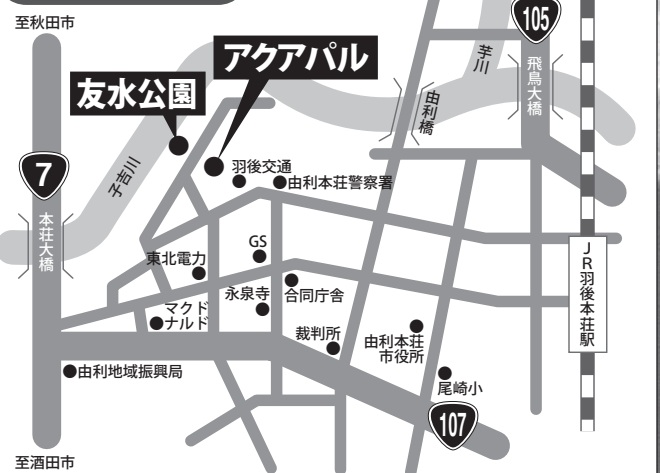 至秋田市
105
アクアパル
芋川
飛鳥大橋
友水公園
由利橋
子吉川
7
羽後交通
由利本荘警察署
本荘大橋
GS
東北電力
JR羽後本荘駅
永泉寺
合同庁舎
マクド
ナルド
裁判所
由利本荘
市役所
由利地域振興局
尾崎小
107
至酒田市